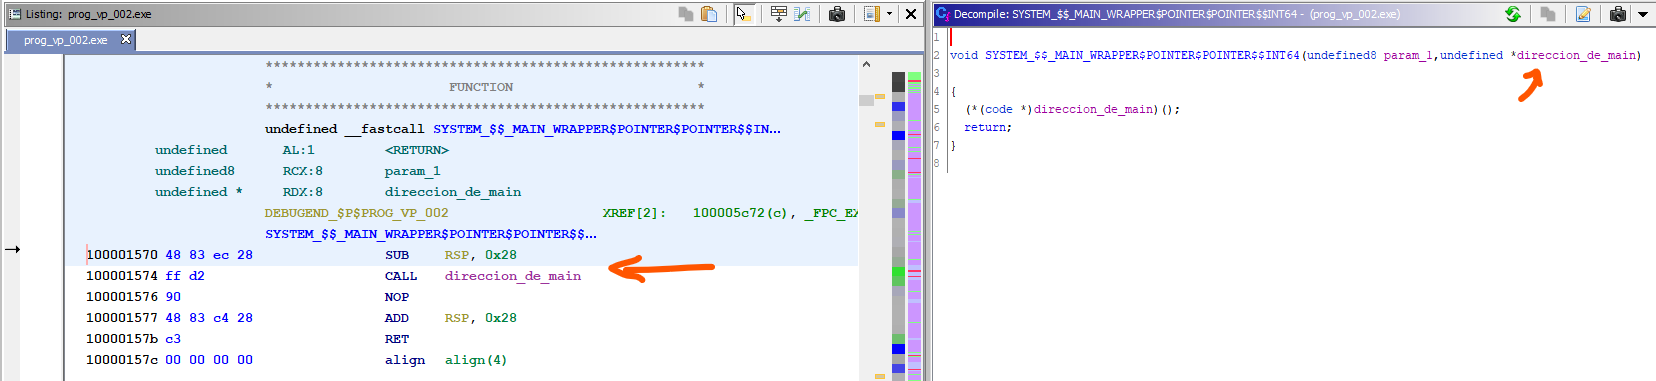 Listing: prog_vp_002.exe
prog_vp_002.exe
*****************************************************
* FUNCTION *
*****************************************************
undefined __fastcall SYSTEM_$$_MAIN_WRAPPER$POINTER$POINTER$$IN...
undefined AL:1 <RETURN>
undefined8 RCX:8 param_1
undefined * RDX:8 direccion_de_main
DEBUGEND_$P$PROG_VP_002 XREF[2]: 100005c72(c), _FPC_EX
SYSTEM_$$_MAIN_WRAPPER$POINTER$POINTER$$...
100001570 48 83 ec 28 SUB RSP, 0x28
100001574 ff d2 CALL direccion_de_main
100001576 90 NOP
100001577 48 83 c4 28 ADD RSP, 0x28
10000157b c3 RET
10000157c 00 00 00 00 align align(4)
Decompile: SYSTEM_$$_MAIN_WRAPPER$POINTER$POINTER$$INT64 - (prog_vp_002.exe)
1
2 void SYSTEM_$$_MAIN_WRAPPER$POINTER$POINTER$$INT64(undefined8 param_1,undefined *direccion_de_main)
3
4 {
5 (*(code *)direccion_de_main)();
6 return;
7 }
8